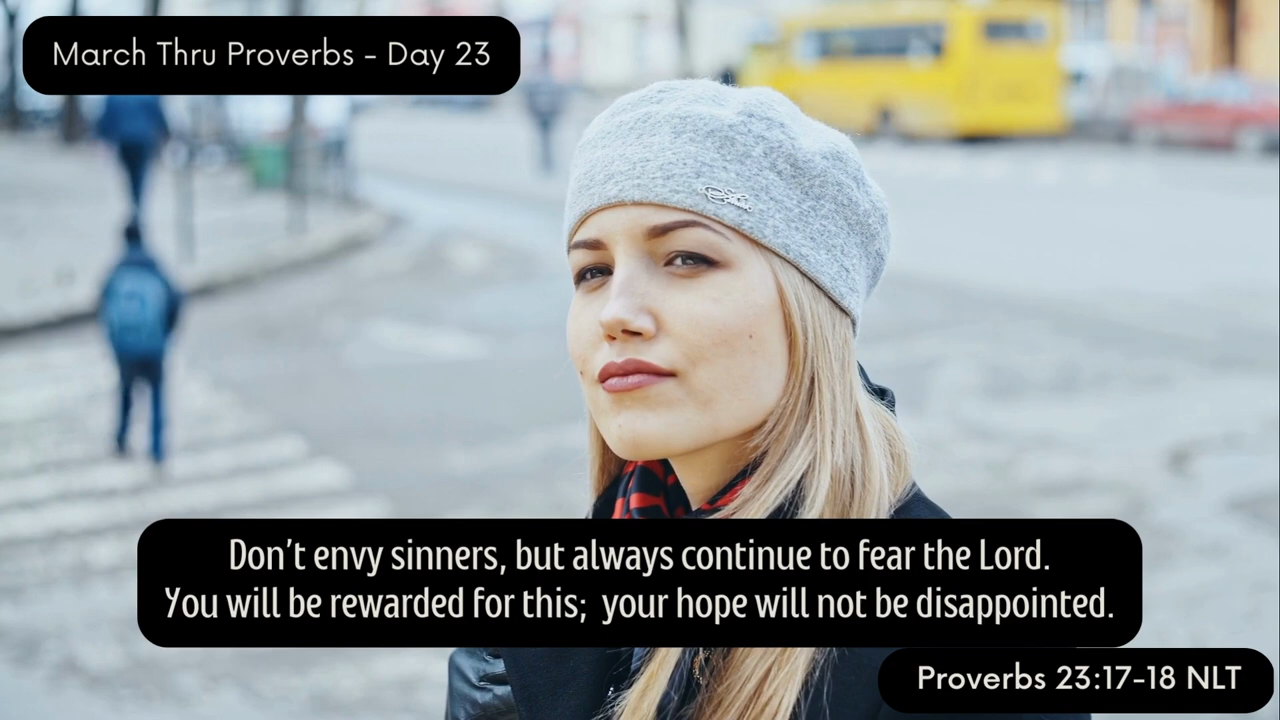 March Thru Proverbs - Day 23
Don't envy sinners, but always continue to fear the Lord.
You will be rewarded for this;  your hope will not be disappointed.
Proverbs 23:17-18 NLT